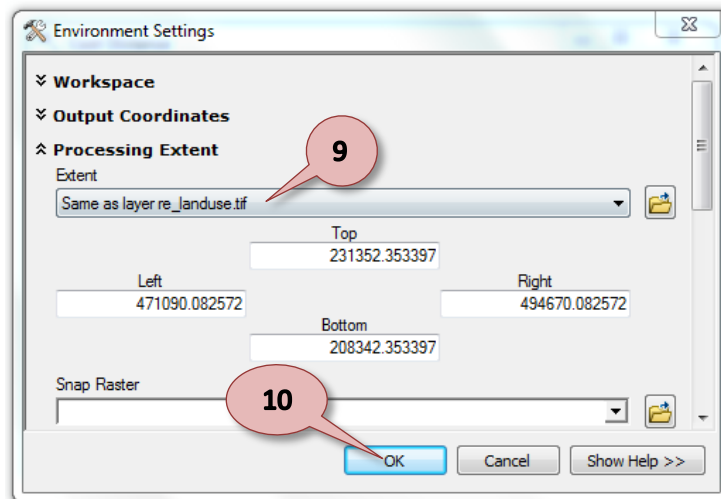 Environment Settings
Workspace
Output Coordinates
Processing Extent
9
Extent
Same as layer re_landuse.tif
Top
231352.353397
Left Right
471090.082572 494670.082572
Bottom
208342.353397
Snap Raster
10
OK Cancel Show Help >>